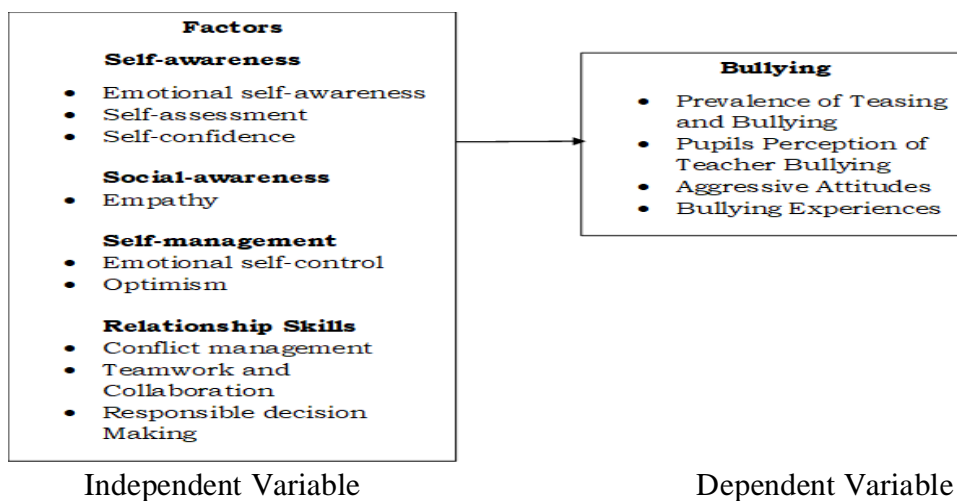 Factors
Self-awareness
• Emotional self-awareness
• Self-assessment
• Self-confidence
Social-awareness
• Empathy
Self-management
• Emotional self-control
• Optimism
Relationship Skills
• Conflict management
• Teamwork and
Collaboration
• Responsible decision
Making
Independent Variable
Bullying
• Prevalence of Teasing
and Bullying
• Pupils Perception of
Teacher Bullying
• Aggressive Attitudes
• Bullying Experiences
Dependent Variable